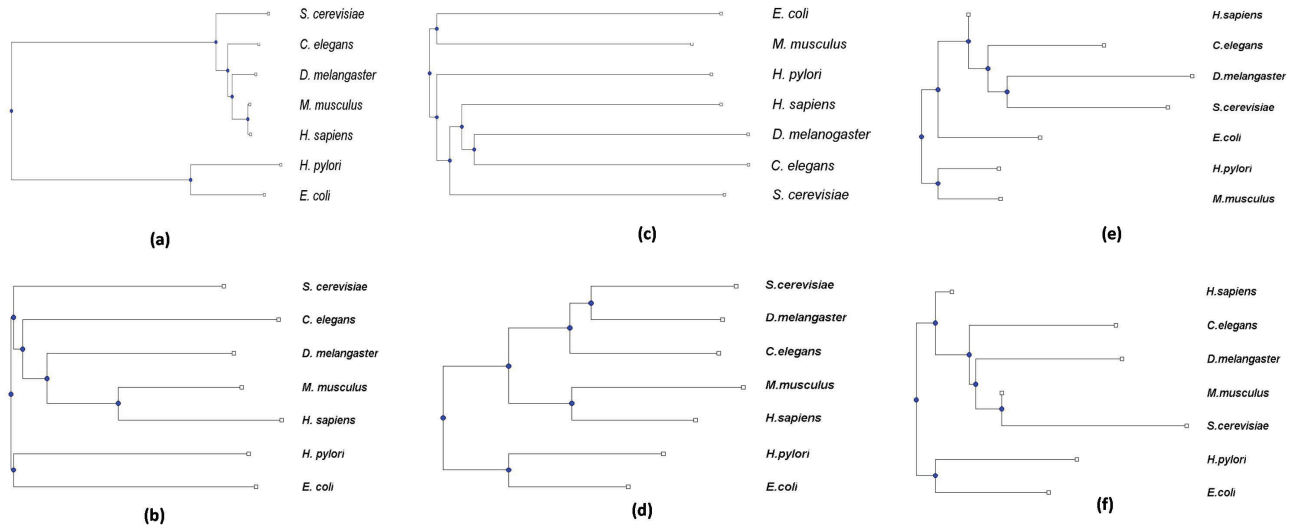 S. cerevisiae
C. elegans
D. melangaster
M. musculus
H. sapiens
H. pylori
E. coli
(a)
E. coli
M. musculus
H. pylori
H. sapiens
D. melanogaster
C. elegans
S. cerevisiae
(c)
H.sapiens
C.elegans
D.melangaster
S.cerevisiae
E.coli
H.pylori
M.musculus
(e)
S. cerevisiae
C. elegans
D. melangaster
M. musculus
H. sapiens
H. pylori
E. coli
(b)
S.cerevisiae
D.melangaster
C.elegans
M.musculus
H.sapiens
H.pylori
E.coli
(d)
H.sapiens
C.elegans
D.melangaster
M.musculus
S.cerevisiae
H.pylori
E.coli
(f)